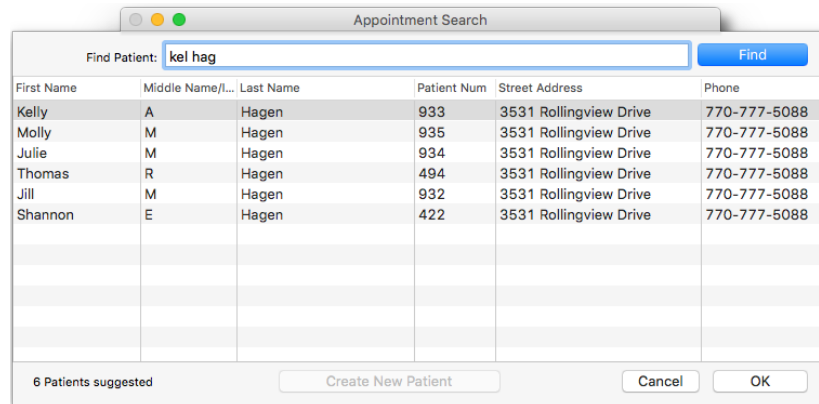 Appointment Search
Find Patient: kel hag Find
First Name Middle Name/I... Last Name Patient Num Street Address Phone
Kelly A Hagen 933 3531 Rollingview Drive 770-777-5088
Molly M Hagen 935 3531 Rollingview Drive 770-777-5088
Julie M Hagen 934 3531 Rollingview Drive 770-777-5088
Thomas R Hagen 494 3531 Rollingview Drive 770-777-5088
Jill M Hagen 932 3531 Rollingview Drive 770-777-5088
Shannon E Hagen 422 3531 Rollingview Drive 770-777-5088
6 Patients suggested Create New Patient Cancel OK